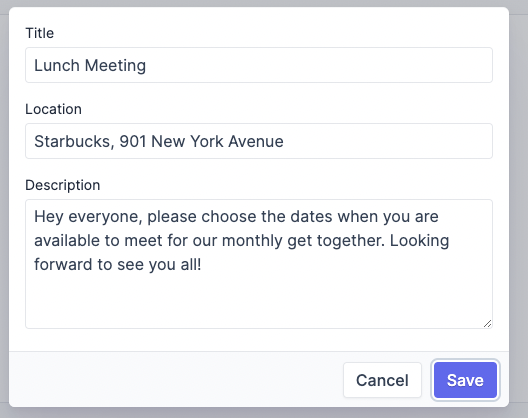 Title
Lunch Meeting
Location
Starbucks, 901 New York Avenue
Description
Hey everyone, please choose the dates when you are
available to meet for our monthly get together. Looking
forward to see you all!
Cancel
Save